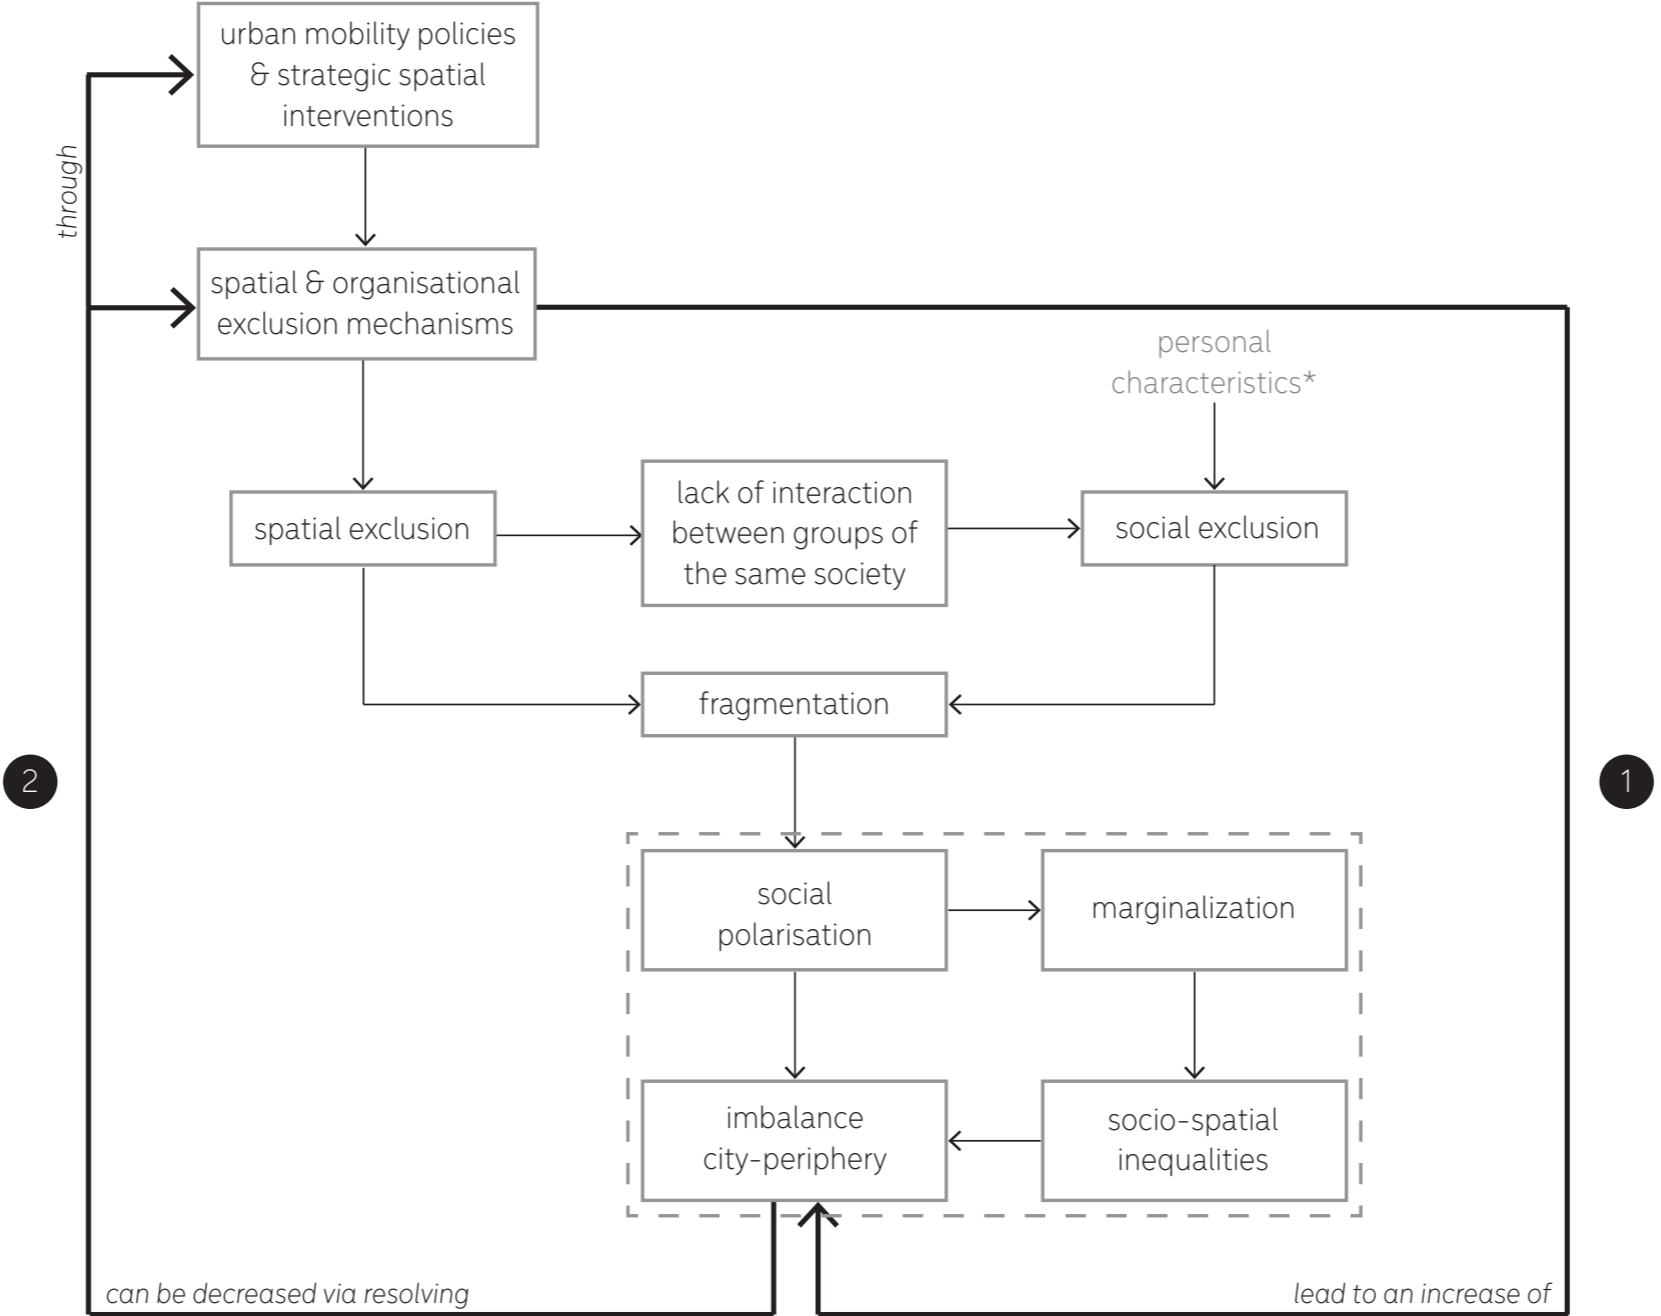 urban mobility policies
& strategic spatial
interventions
through
spatial & organisational
exclusion mechanisms
personal
characteristics*
spatial exclusion
lack of interaction
between groups of
the same society
social exclusion
fragmentation
2
1
social
polarisation
marginalization
imbalance
city-periphery
socio-spatial
inequalities
can be decreased via resolving
lead to an increase of